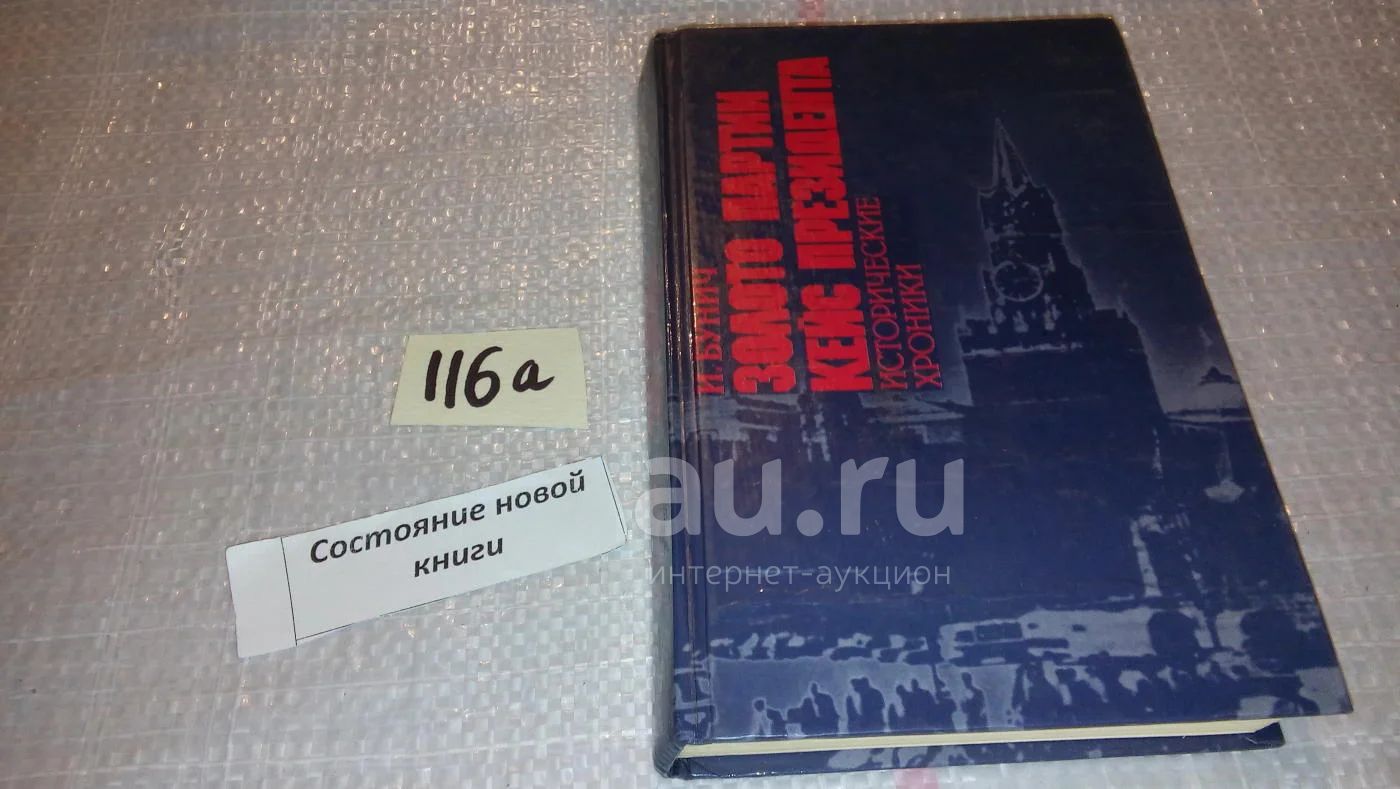 116а
Состояние новой
книги
И. БУНИЧ
ЗОЛОТО ПАРТИИ
КЕЙС ПРЕЗИДЕНТА
ИСТОРИЧЕСКИЕ
ХРОНИКИ
au.ru
интернет-аукцион